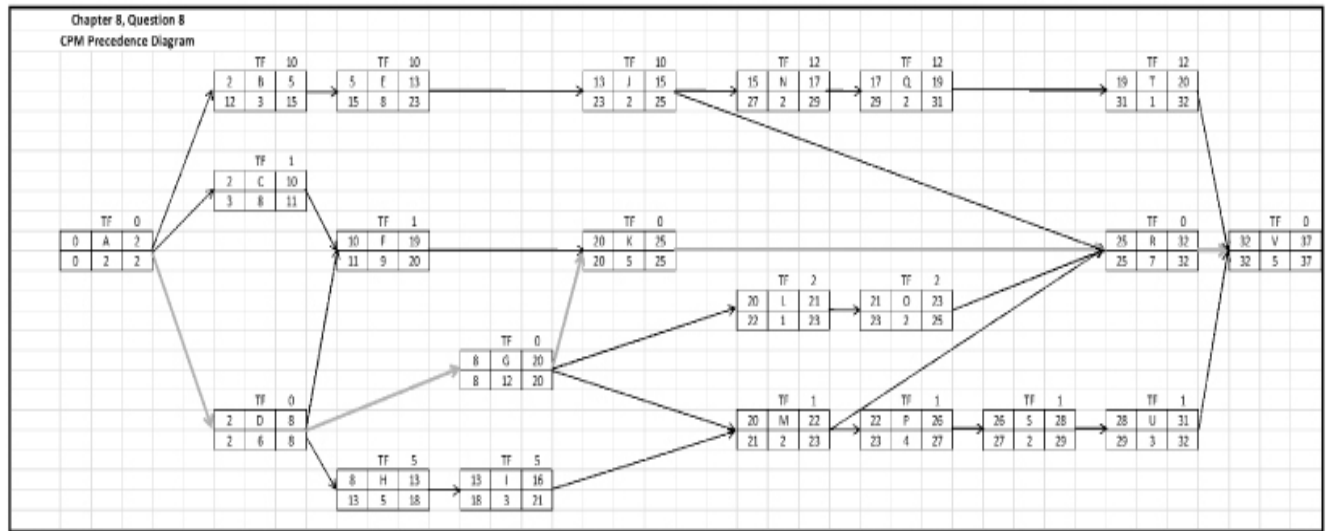 Chapter 8, Question 8
CPM Precedence Diagram
TF 10 TF 10 TF 10 TF 12 TF 12 TF 12
2 B 5 5 E 13 13 J 15 15 N 17 17 Q 19 19 T 20
12 3 15 15 8 23 23 2 25 27 2 29 29 2 31 31 1 32
TF 1
2 C 10
3 8 11
TF 0 TF 1 TF 0 TF 0 TF 0
0 A 2 10 F 19 20 K 25 25 R 32 32 V 37
0 2 2 11 9 20 20 5 25 25 7 32 32 5 37
TF 2 TF 2
20 L 21 21 O 23
22 1 23 23 2 25
TF 0
8 G 20
8 12 20
TF 0 TF 1 TF 1 TF 1 TF 1
2 D 8 20 M 22 22 P 26 26 S 28 28 U 31
2 6 8 21 2 23 23 4 27 27 2 29 29 3 32
TF 5 TF 5
8 H 13 13 I 16
13 5 18 18 3 21